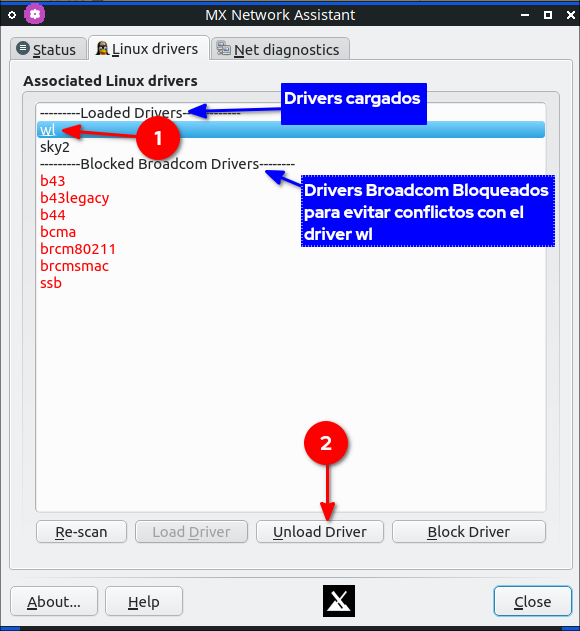 MX Network Assistant
Status
Linux drivers
Net diagnostics
Associated Linux drivers
---------Loaded Drivers-------------
Drivers cargados
wl
1
sky2
---------Blocked Broadcom Drivers--------
b43
Drivers Broadcom Bloqueados
para evitar conflictos con el
driver wl
b43legacy
b44
bcma
brcm80211
brcmsmac
ssb
2
Re-scan
Load Driver
Unload Driver
Block Driver
About...
Help
Close